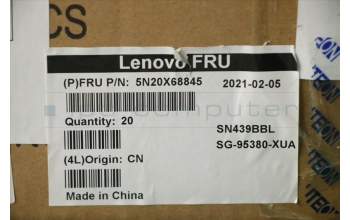 CS
Lenovo FRU
(P)FRU P/N: 5N20X68845 2021-02-05
Quantity: 20 SN439BBL
SG-95380-XUA
(4L)Origin: CN
Made in China